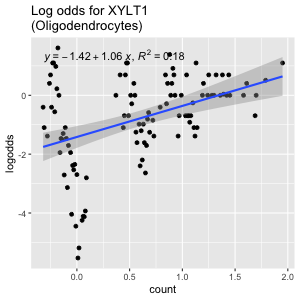 Log odds for XYLT1
(Oligodendrocytes)
y = −1.42 + 1.06 x, R² = 0.18
0
-2
-4
logodds
0.0 0.5 1.0 1.5 2.0
count